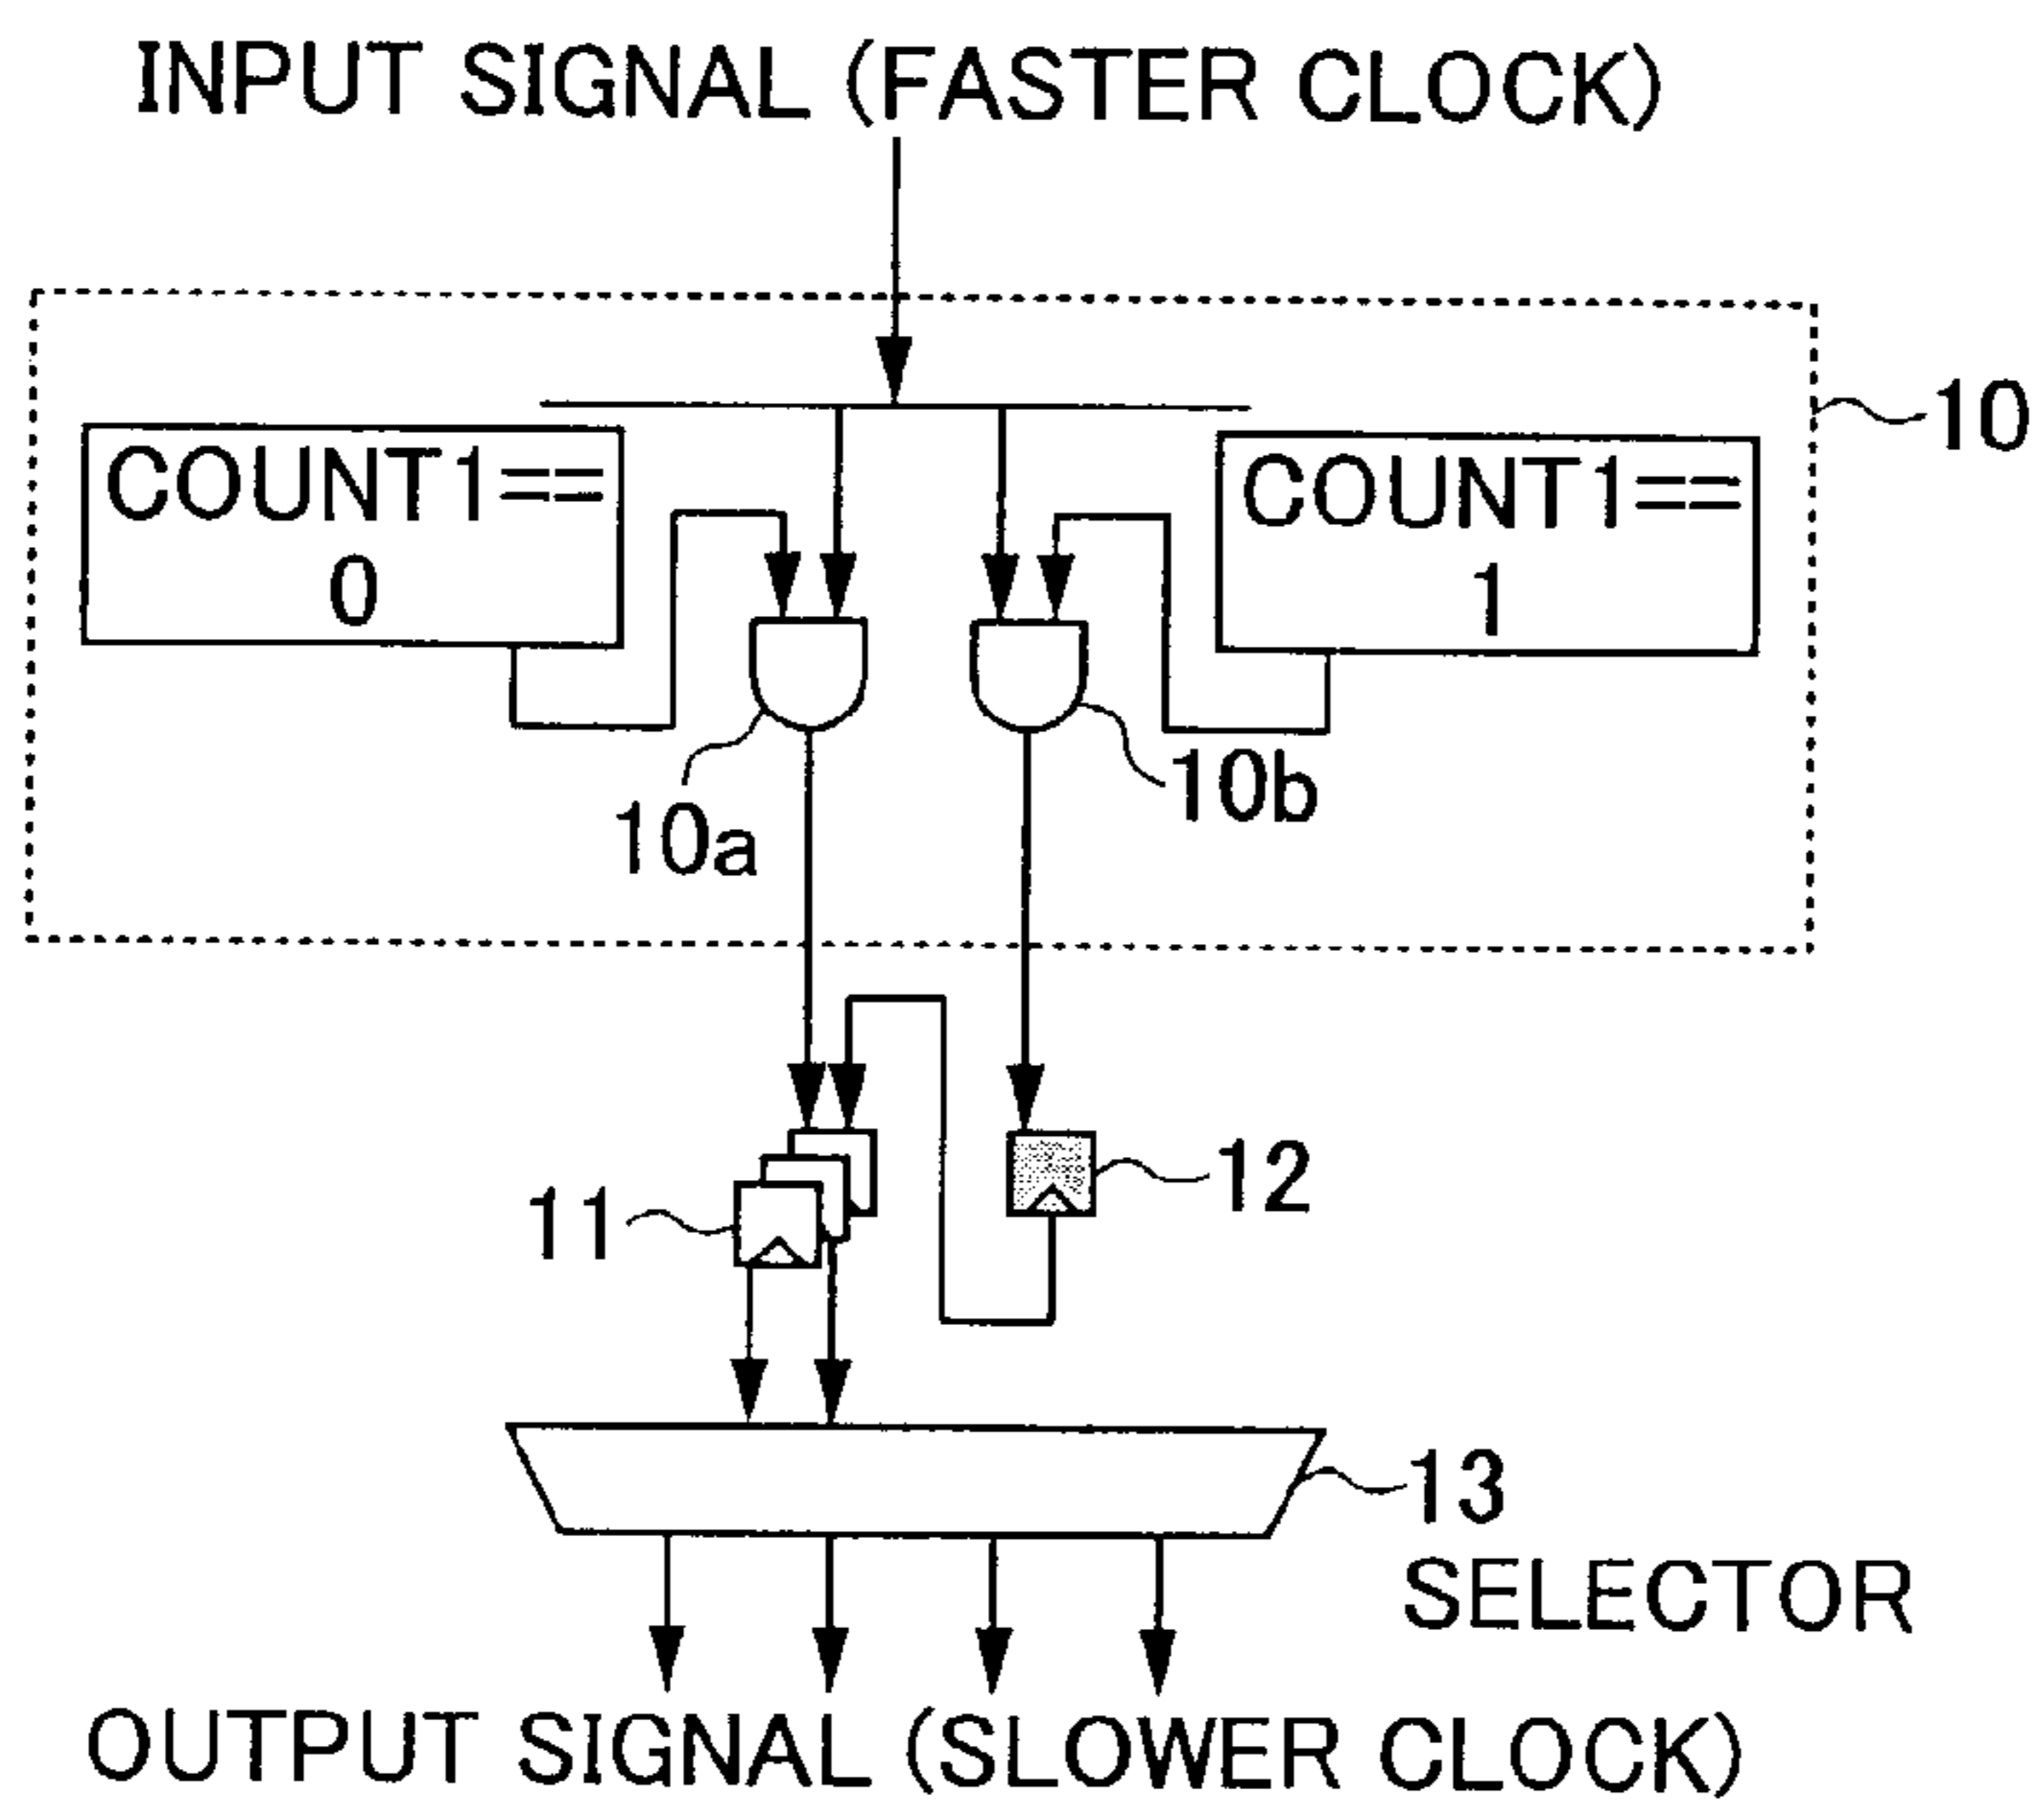 INPUT SIGNAL (FASTER CLOCK)
10
COUNT1==
0
COUNT1==
1
10a
10b
11
12
13
SELECTOR
OUTPUT SIGNAL (SLOWER CLOCK)